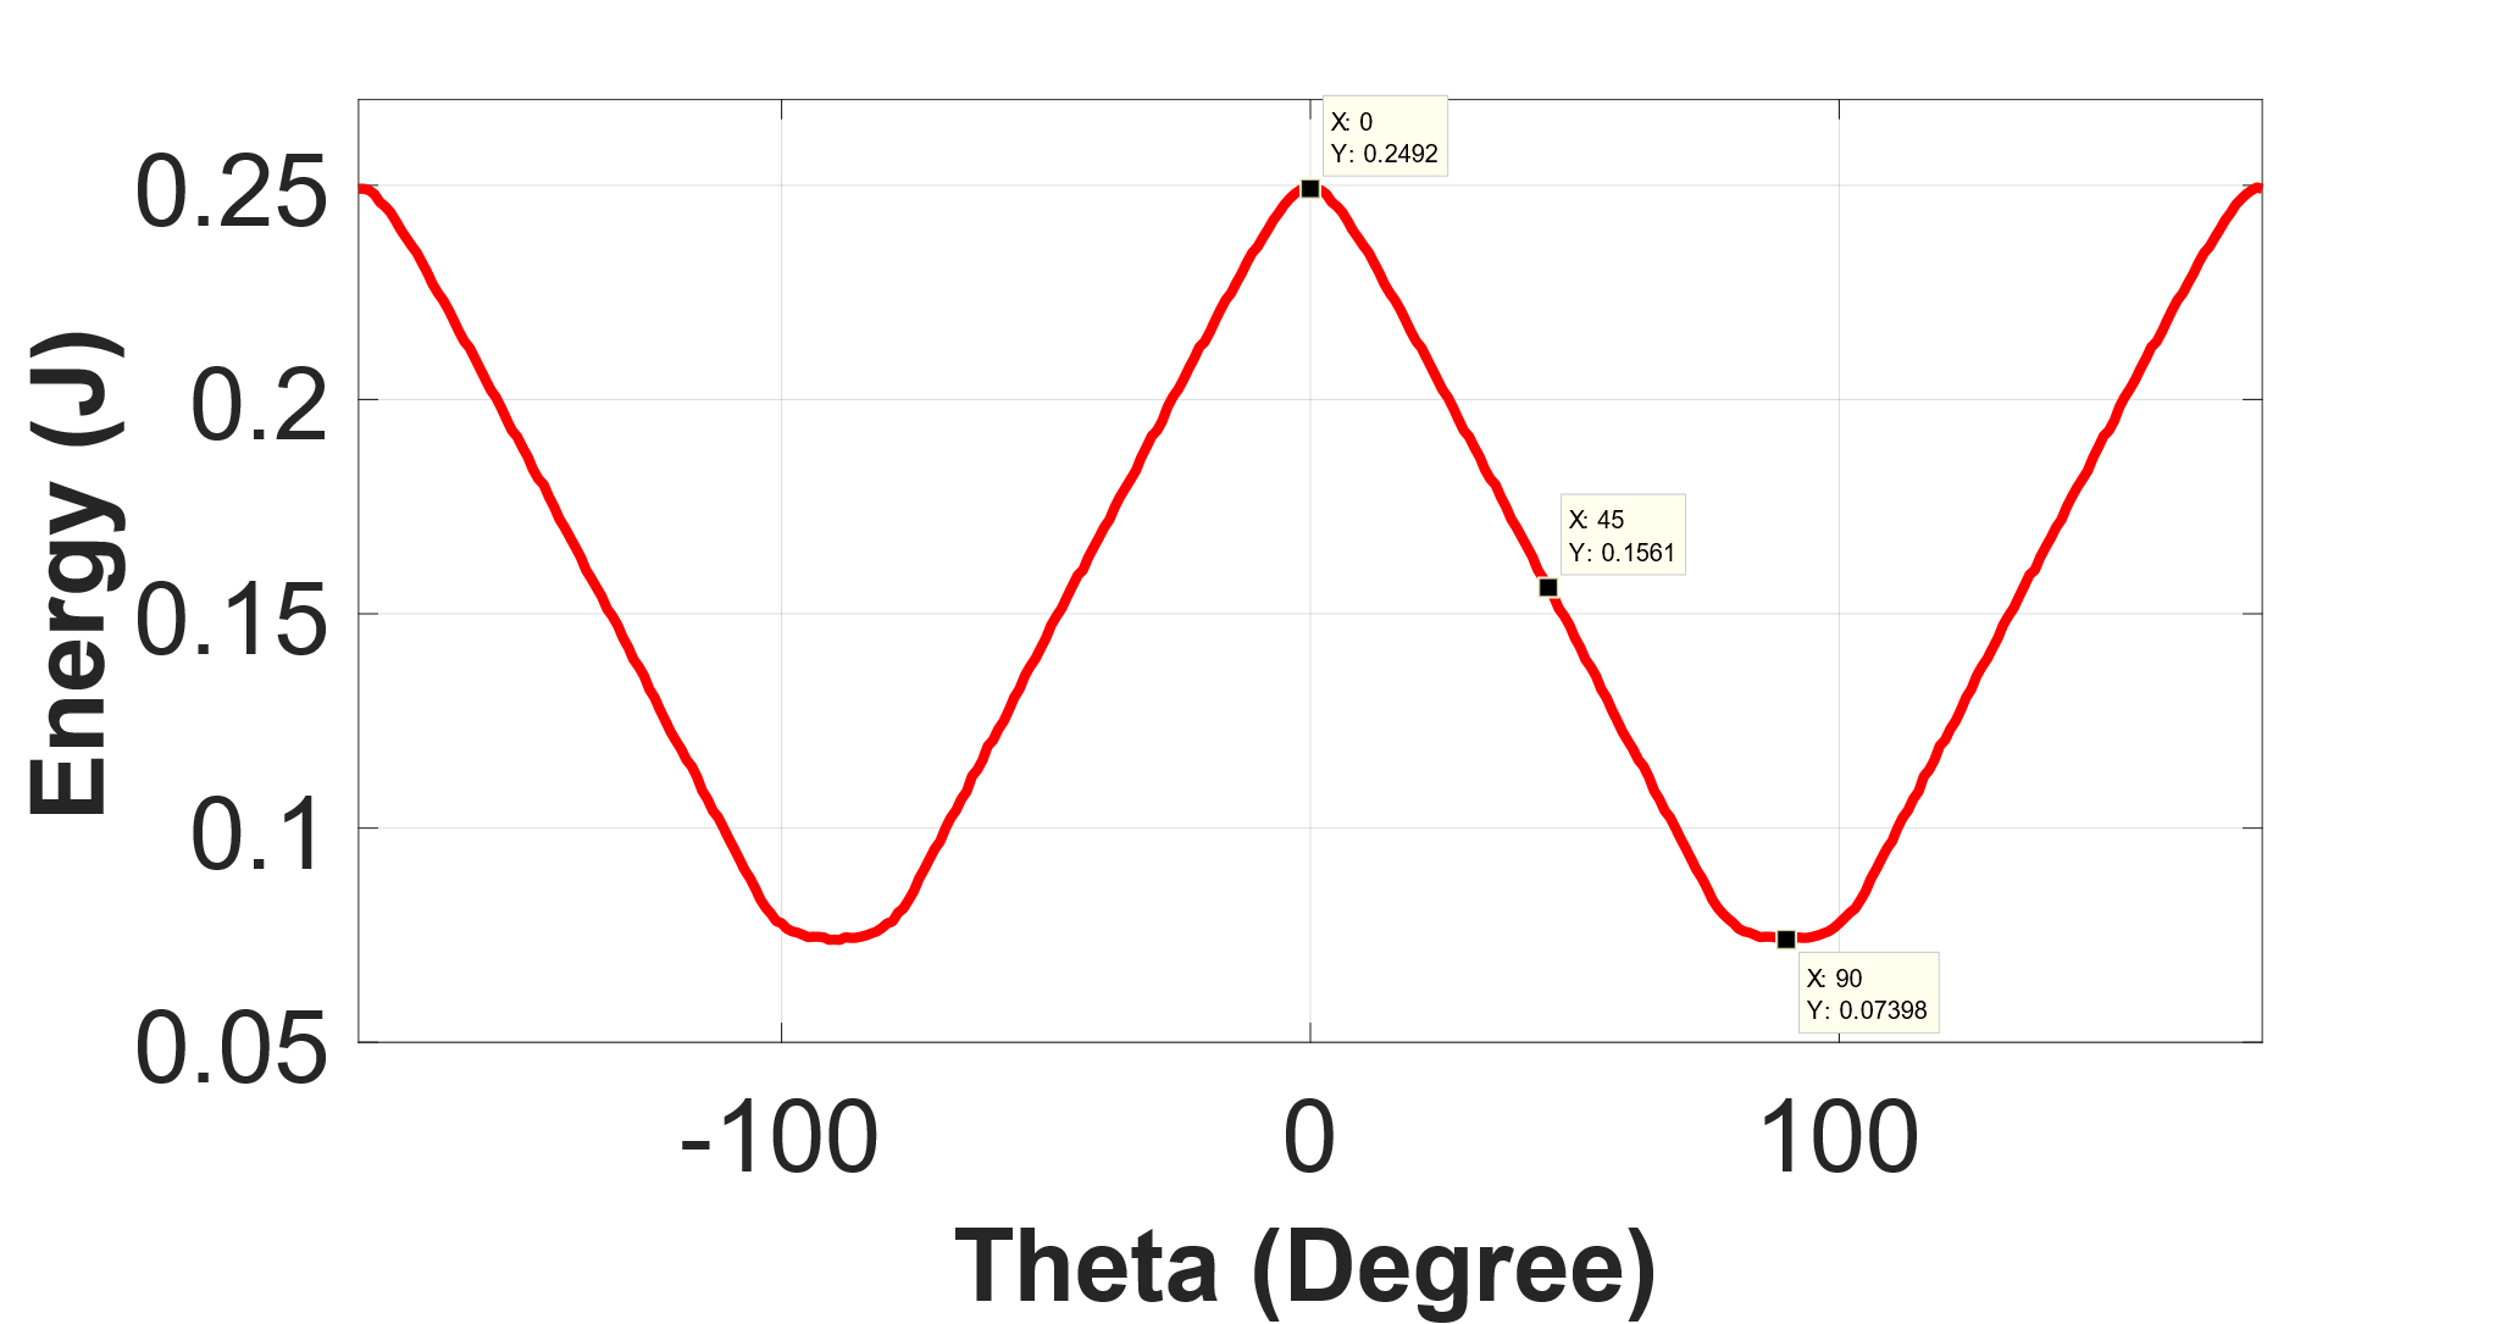 X: 0
Y: 0.2492
0.25
0.2
X: 45
Y: 0.1561
0.15
0.1
X: 90
Y: 0.07398
0.05
-100
0
100
Theta (Degree)
Energy (J)